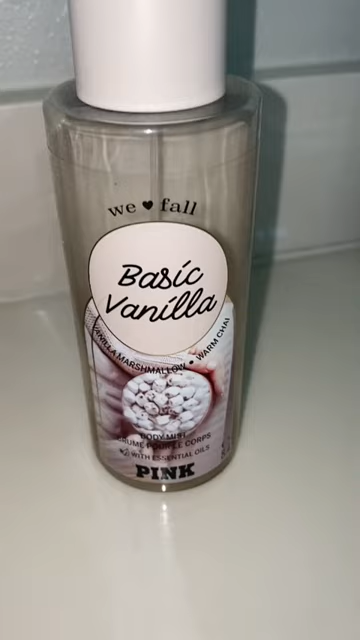 we ♥ fall
Basic
Vanilla
VANILLA MARSHMALLOW • WARM CHAI
BODY MIST
BRUME POUR LE CORPS
WITH ESSENTIAL OILS
PINK